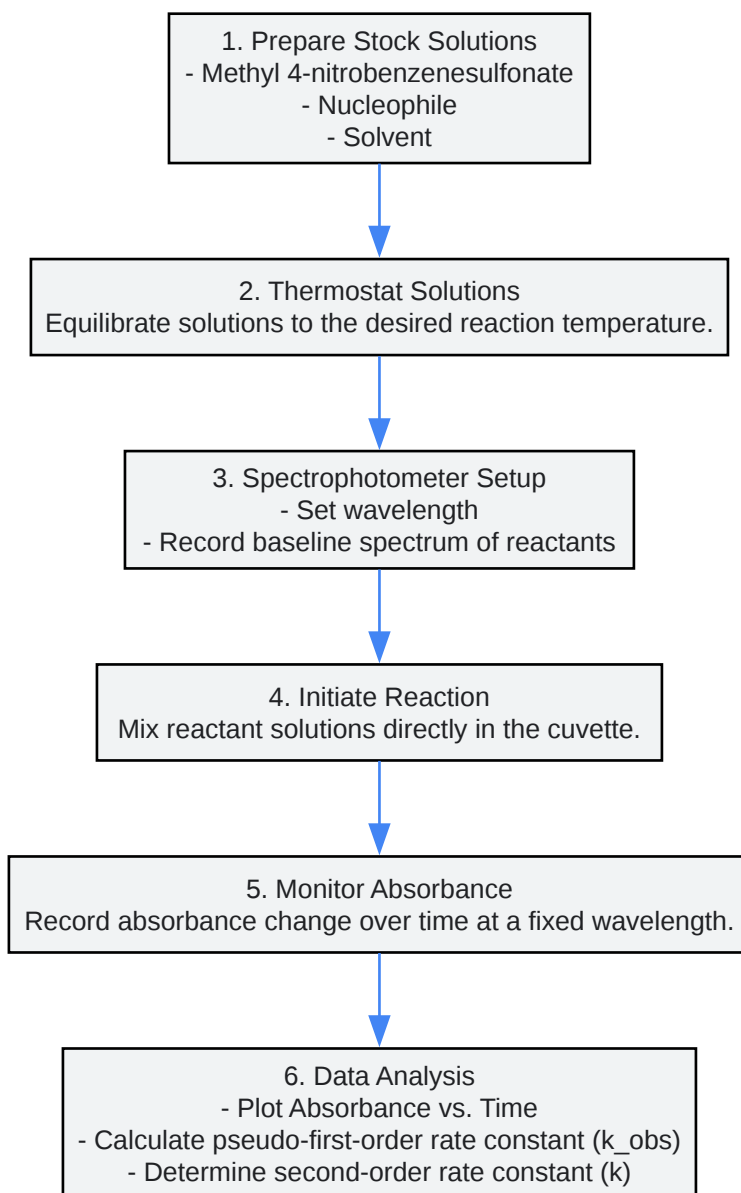 1. Prepare Stock Solutions
- Methyl 4-nitrobenzenesulfonate
- Nucleophile
- Solvent
2. Thermostat Solutions
Equilibrate solutions to the desired reaction temperature.
3. Spectrophotometer Setup
- Set wavelength
- Record baseline spectrum of reactants
4. Initiate Reaction
Mix reactant solutions directly in the cuvette.
5. Monitor Absorbance
Record absorbance change over time at a fixed wavelength.
6. Data Analysis
- Plot Absorbance vs. Time
- Calculate pseudo-first-order rate constant (k_obs)
- Determine second-order rate constant (k)